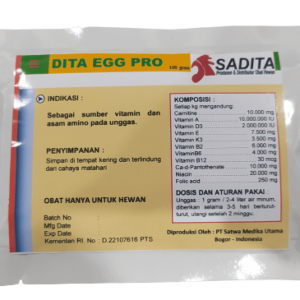 DITA EGG PRO 100 gram
SADITA
Produsen & Distributor Obat Hewan
INDIKASI :
Sebagai sumber vitamin dan
asam amino pada unggas.
PENYIMPANAN :
Simpan di tempat kering dan terlindung
dari cahaya matahari
OBAT HANYA UNTUK HEWAN
Batch No :
Mfg Date :
Exp Date :
Kementan RI. No : D.22107616 PTS
KOMPOSISI :
Setiap kg mengandung:
Carnitine 10.000 mg
Vitamin A 10.000.000 IU
Vitamin D3 2.000.000 IU
Vitamin E 7.500 mg
Vitamin K3 3.500 mg
Vitamin B2 6.000 mg
Vitamin B6 4.000 mg
Vitamin B12 30 mcg
Ca-d-Pantothenate 10.000 mg
Niacin 20.000 mg
Folic acid 250 mg
DOSIS DAN ATURAN PAKAI :
Unggas : 1 gram / 2-4 liter air minum,
diberikan selama 3-5 hari berturut-
turut, ulang setelah 2 minggu.
Diproduksi Oleh : PT Satwa Medika Utama
Bogor - Indonesia